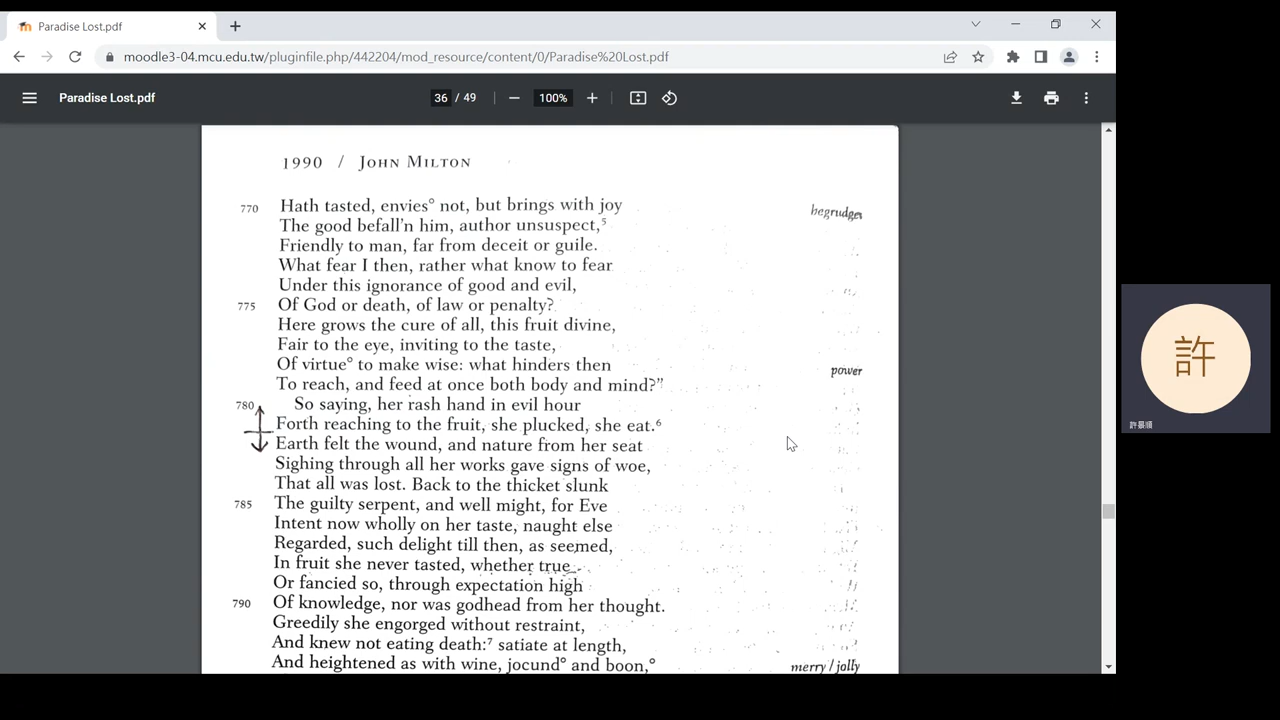 Paradise Lost.pdf
moodle3-04.mcu.edu.tw/pluginfile.php/442204/mod_resource/content/0/Paradise%20Lost.pdf
Paradise Lost.pdf 36 / 49 100%
1990 / JOHN MILTON
770 Hath tasted, envies° not, but brings with joy begrudges
The good befall'n him, author unsuspect,⁵
Friendly to man, far from deceit or guile.
What fear I then, rather what know to fear
Under this ignorance of good and evil,
775 Of God or death, of law or penalty?
Here grows the cure of all, this fruit divine,
Fair to the eye, inviting to the taste,
Of virtue° to make wise: what hinders then power
To reach, and feed at once both body and mind?"
780 So saying, her rash hand in evil hour
Forth reaching to the fruit, she plucked, she eat.⁶
Earth felt the wound, and nature from her seat
Sighing through all her works gave signs of woe,
That all was lost. Back to the thicket slunk
785 The guilty serpent, and well might, for Eve
Intent now wholly on her taste, naught else
Regarded, such delight till then, as seemed,
In fruit she never tasted, whether true
Or fancied so, through expectation high
790 Of knowledge, nor was godhead from her thought.
Greedily she engorged without restraint,
And knew not eating death:⁷ satiate at length,
And heightened as with wine, jocund° and boon,° merry / jolly
許
許景順